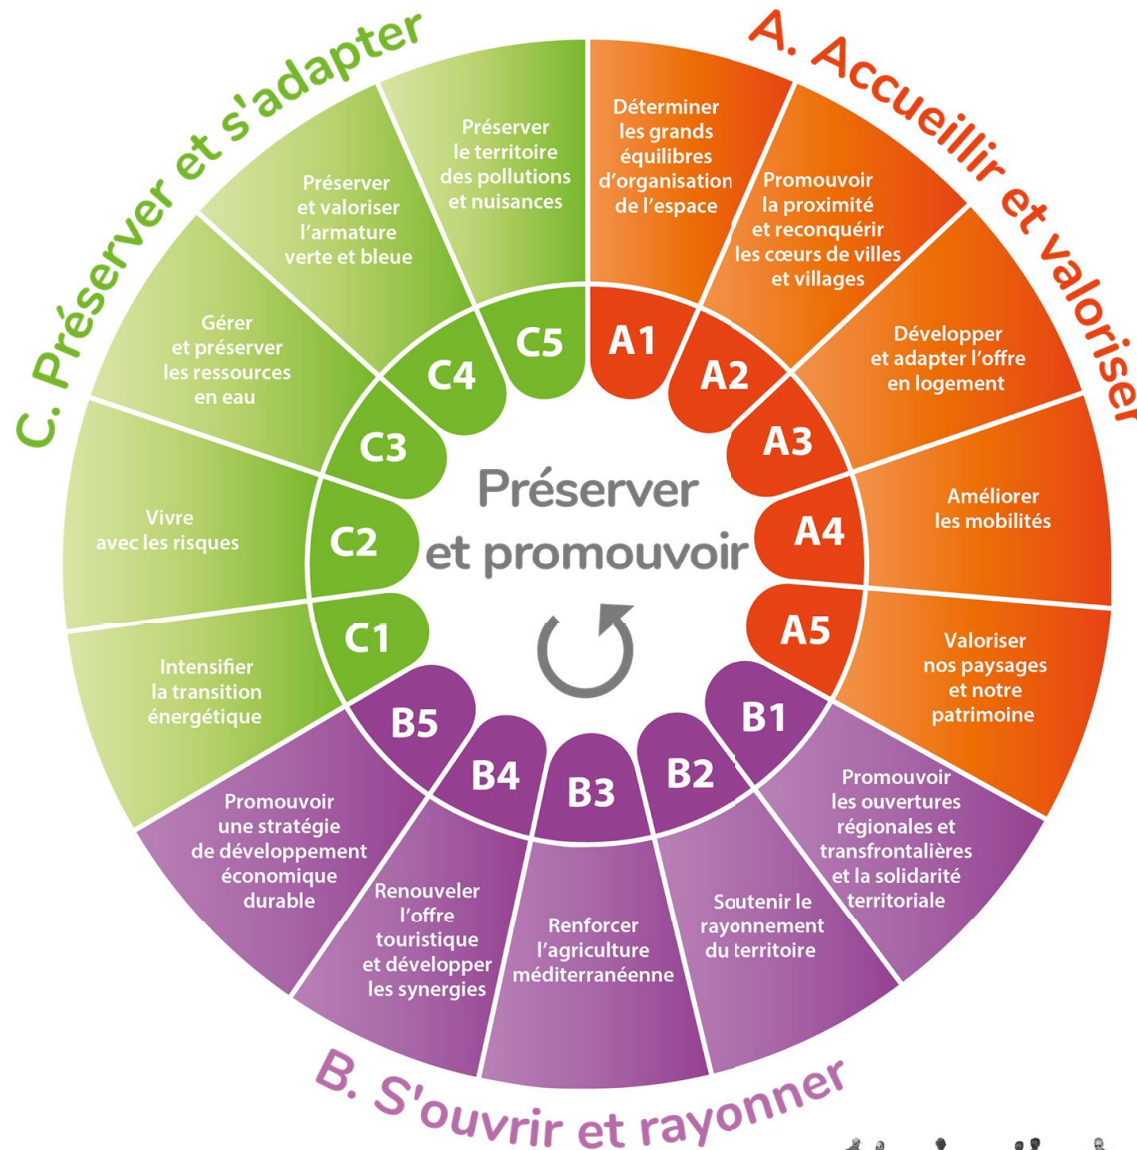 A. Accueillir et valoriser
Déterminer
les grands
équilibres
d'organisation
de l'espace
A1
Promouvoir
la proximité
et reconquérir
les cœurs de villes
et villages
A2
Développer
et adapter l'offre
en logement
A3
Améliorer
les mobilités
A4
Valoriser
nos paysages
et notre
patrimoine
A5
B. S'ouvrir et rayonner
Promouvoir
les ouvertures
régionales et
transfrontalières
et la solidarité
territoriale
B1
Soutenir le
rayonnement
du territoire
B2
Renforcer
l'agriculture
méditerranéenne
B3
Renouveler
l'offre
touristique
et développer
les synergies
B4
Promouvoir
une stratégie
de développement
économique
durable
B5
C. Préserver et s'adapter
Intensifier
la transition
énergétique
C1
Vivre
avec les risques
C2
Gérer
et préserver
les ressources
en eau
C3
Préserver
et valoriser
l'armature
verte et bleue
C4
Préserver
le territoire
des pollutions
et nuisances
C5
Préserver
et promouvoir